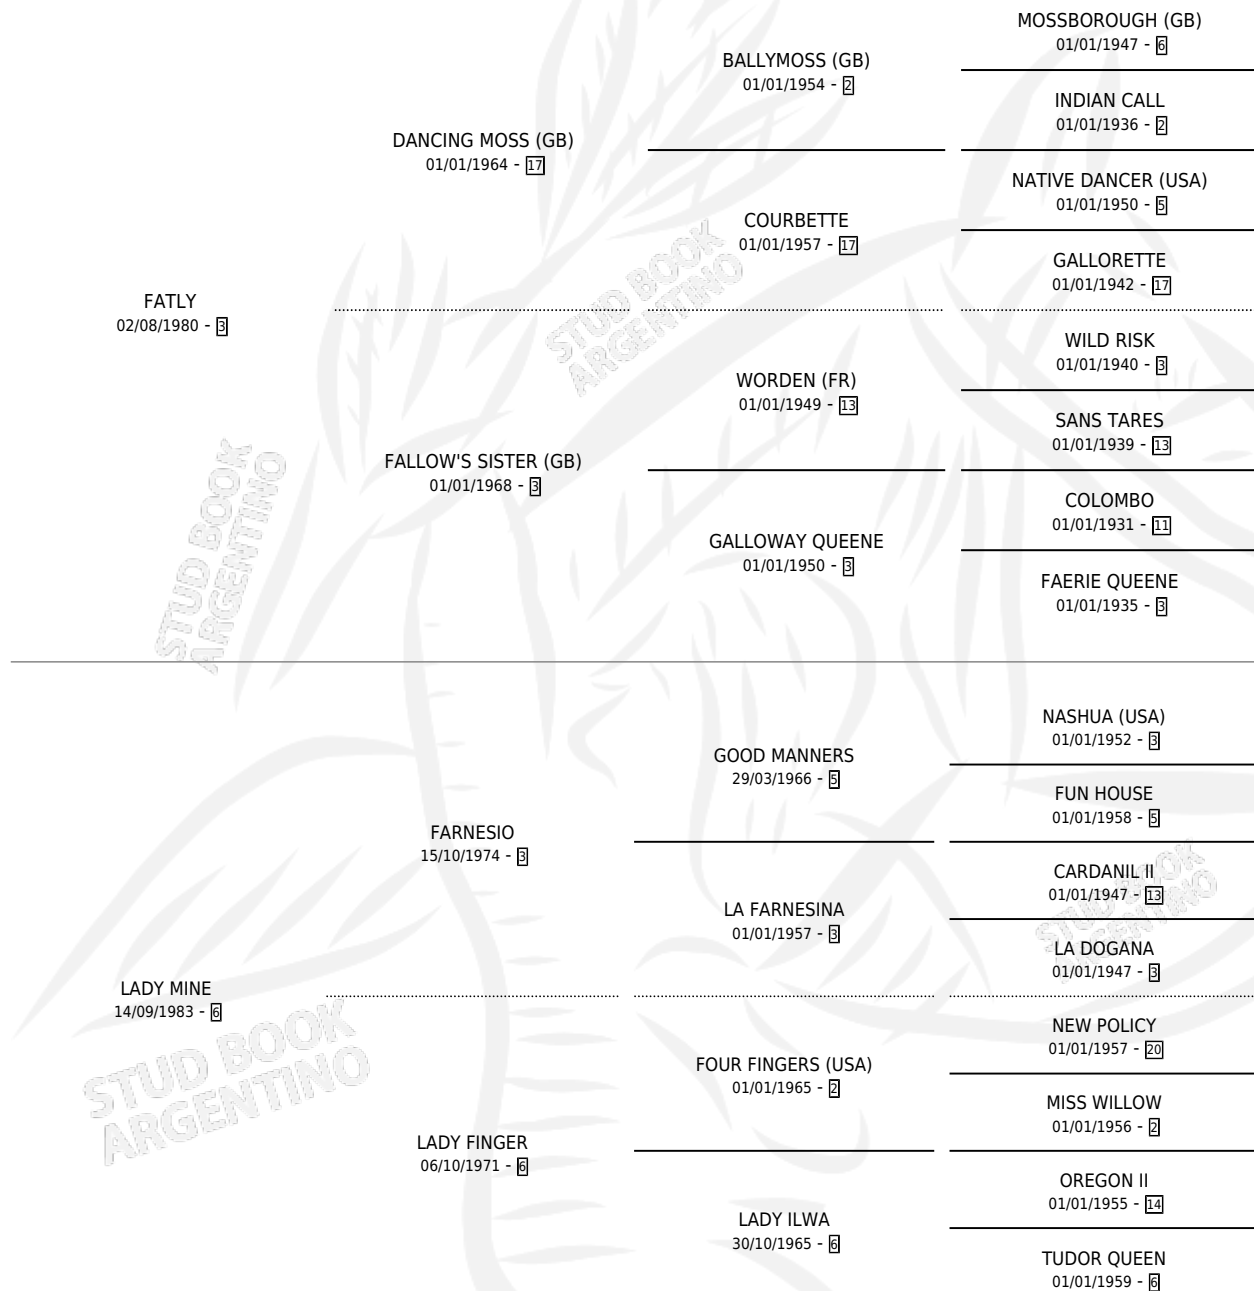 MOSSBOROUGH (GB)
01/01/1947 - 6
BALLYMOSS (GB)
01/01/1954 - 2
INDIAN CALL
01/01/1936 - 2
DANCING MOSS (GB)
01/01/1964 - 17
NATIVE DANCER (USA)
01/01/1950 - 5
COURBETTE
01/01/1957 - 17
GALLORETTE
01/01/1942 - 17
FATLY
02/08/1980 - 3
STUD BOOK
ARGENTINO
WILD RISK
01/01/1940 - 3
WORDEN (FR)
01/01/1949 - 13
SANS TARES
01/01/1939 - 13
FALLOW'S SISTER (GB)
01/01/1968 - 3
COLOMBO
01/01/1931 - 11
GALLOWAY QUEENE
01/01/1950 - 3
FAERIE QUEENE
01/01/1935 - 3
STUD BOOK
ARGENTINO
NASHUA (USA)
01/01/1952 - 3
GOOD MANNERS
29/03/1966 - 5
FUN HOUSE
01/01/1958 - 5
FARNESIO
15/10/1974 - 3
CARDANIL II
01/01/1947 - 13
STUD BOOK
ARGENTINO
LA FARNESINA
01/01/1957 - 3
LA DOGANA
01/01/1947 - 3
LADY MINE
14/09/1983 - 6
STUD BOOK
ARGENTINO
NEW POLICY
01/01/1957 - 20
FOUR FINGERS (USA)
01/01/1965 - 2
MISS WILLOW
01/01/1956 - 2
LADY FINGER
06/10/1971 - 6
OREGON II
01/01/1955 - 14
LADY ILWA
30/10/1965 - 6
TUDOR QUEEN
01/01/1959 - 6